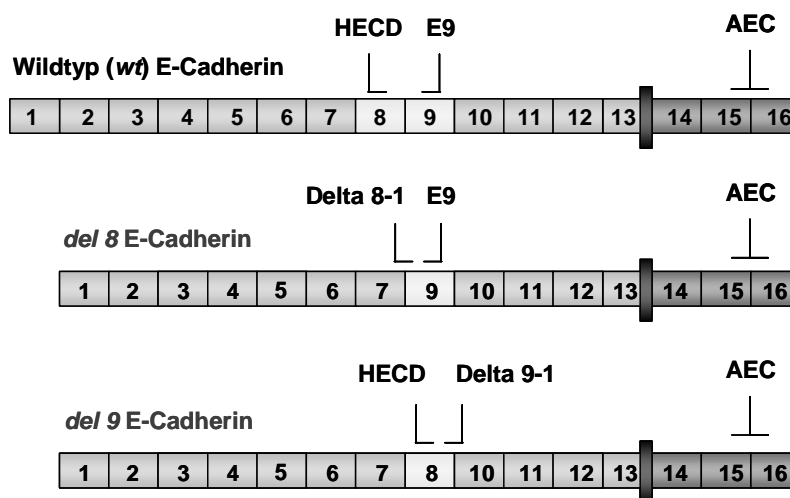 HECD E9 AEC
Wildtyp (wt) E-Cadherin
1 2 3 4 5 6 7 8 9 10 11 12 13 14 15 16
Delta 8-1 E9 AEC
del 8 E-Cadherin
1 2 3 4 5 6 7 9 10 11 12 13 14 15 16
HECD Delta 9-1 AEC
del 9 E-Cadherin
1 2 3 4 5 6 7 8 10 11 12 13 14 15 16